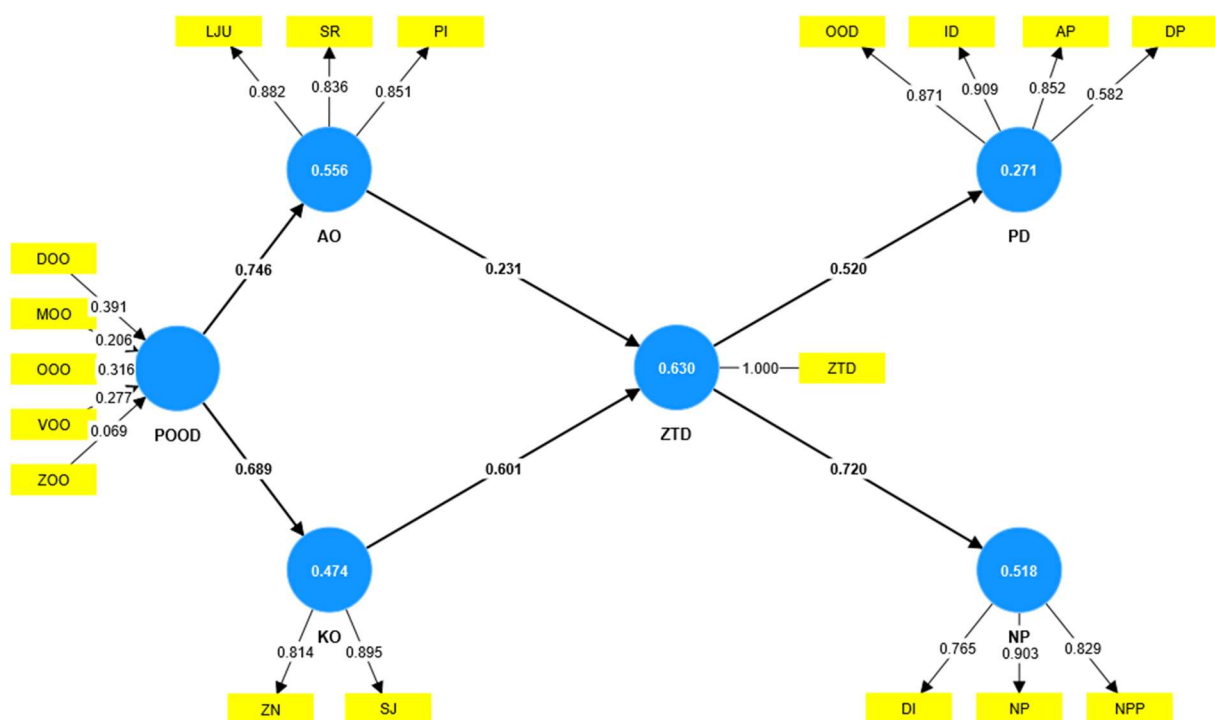 LJU SR PI
0.882 0.836 0.851
0.556
AO
OOD ID AP DP
0.871 0.909 0.852 0.582
0.271
PD
DOO
MOO
OOO
VOO
ZOO
0.391
0.206
0.316
0.277
0.069
POOD
0.746
0.689
0.231
0.601
0.630
ZTD
1.000
ZTD
0.520
0.720
0.474
KO
0.814 0.895
ZN SJ
0.518
NP
0.765 0.903 0.829
DI NP NPP